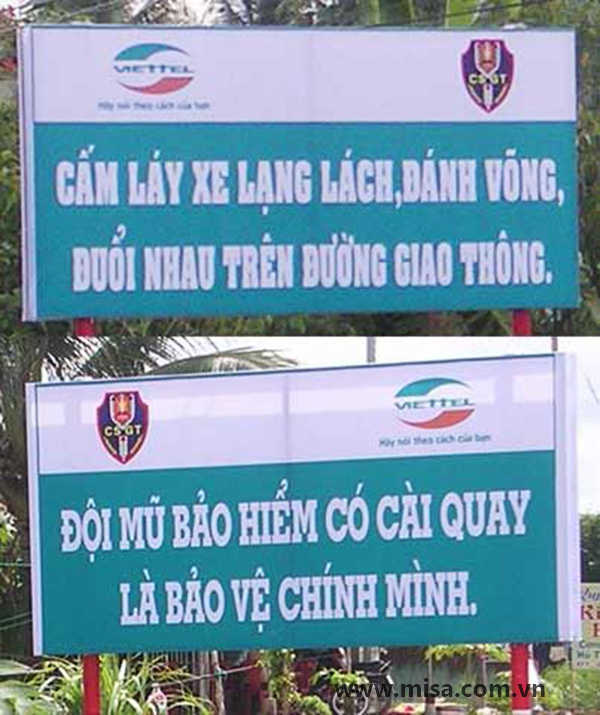 VIETTEL
Hãy nói theo cách của bạn
CSGT
CẤM LÁY XE LẠNG LÁCH, ĐÁNH VÕNG,
ĐUỔI NHAU TRÊN ĐƯỜNG GIAO THÔNG.
CSGT
VIETTEL
Hãy nói theo cách của bạn
ĐỘI MŨ BẢO HIỂM CÓ CÀI QUAY
LÀ BẢO VỆ CHÍNH MÌNH.
www.misa.com.vn